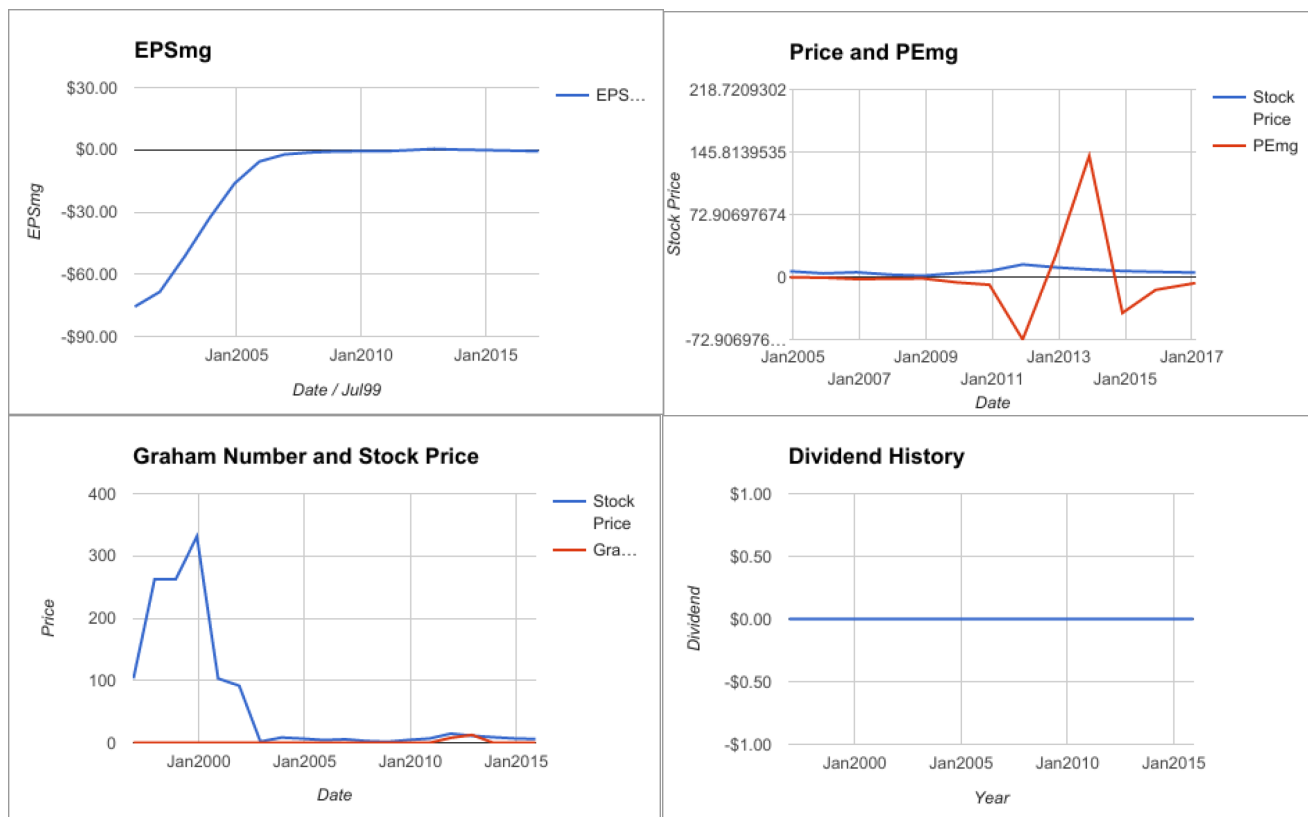 EPSmg
$30.00
$0.00
-$30.00
-$60.00
-$90.00
EPSmg
Jan2005
Jan2010
Jan2015
Date / Jul99
EPS…
Price and PEmg
218.7209302
145.8139535
72.90697674
0
-72.906976…
Stock Price
Jan2005
Jan2009
Jan2013
Jan2017
Jan2007
Jan2011
Jan2015
Date
Stock
Price
PEmg
Graham Number and Stock Price
400
300
200
100
0
Price
Jan2000
Jan2005
Jan2010
Jan2015
Date
Stock
Price
Gra…
Dividend History
$1.00
$0.50
$0.00
-$0.50
-$1.00
Dividend
Jan2000
Jan2005
Jan2010
Jan2015
Year